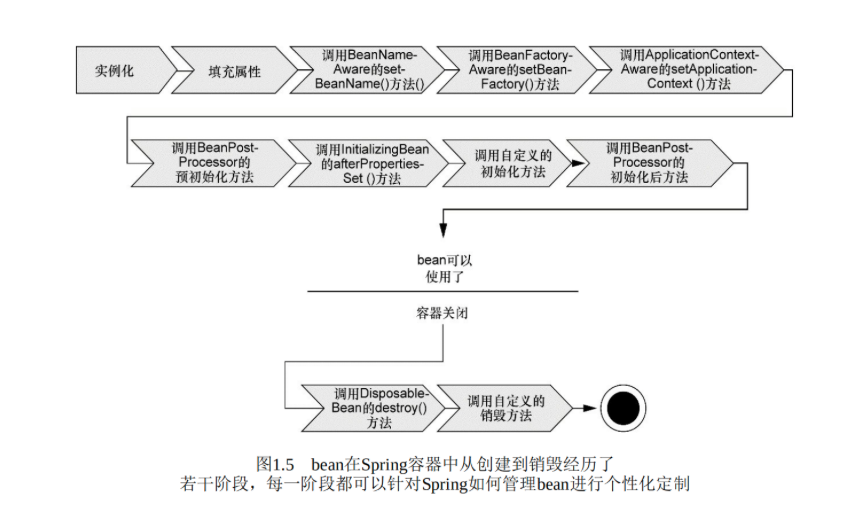 实例化
填充属性
调用BeanName-
Aware的set-
BeanName()方法()
调用BeanFactory-
Aware的setBean-
Factory()方法
调用ApplicationContext-
Aware的setApplication-
Context ()方法
调用BeanPost-
Processor的
预初始化方法
调用InitializingBean
的afterProperties-
Set ()方法
调用自定义的
初始化方法
调用BeanPost-
Processor的
初始化后方法
bean可以
使用了
容器关闭
调用Disposable-
Bean的destroy()
方法
调用自定义的
销毁方法
图1.5 bean在Spring容器中从创建到销毁经历了
若干阶段，每一阶段都可以针对Spring如何管理bean进行个性化定制